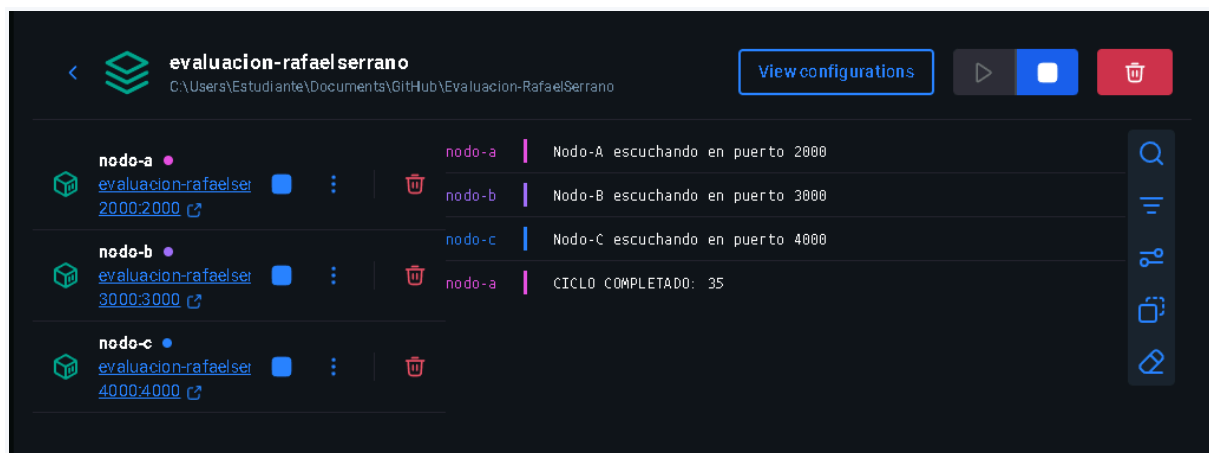 evaluacion-rafaelserrano
C:\Users\Estudiante\Documents\GitHub\Evaluacion-RafaelSerrano
View configurations
nodo-a
evaluacion-rafaelser
2000:2000
nodo-b
evaluacion-rafaelser
3000:3000
nodo-c
evaluacion-rafaelser
4000:4000
nodo-a Nodo-A escuchando en puerto 2000
nodo-b Nodo-B escuchando en puerto 3000
nodo-c Nodo-C escuchando en puerto 4000
nodo-a CICLO COMPLETADO: 35